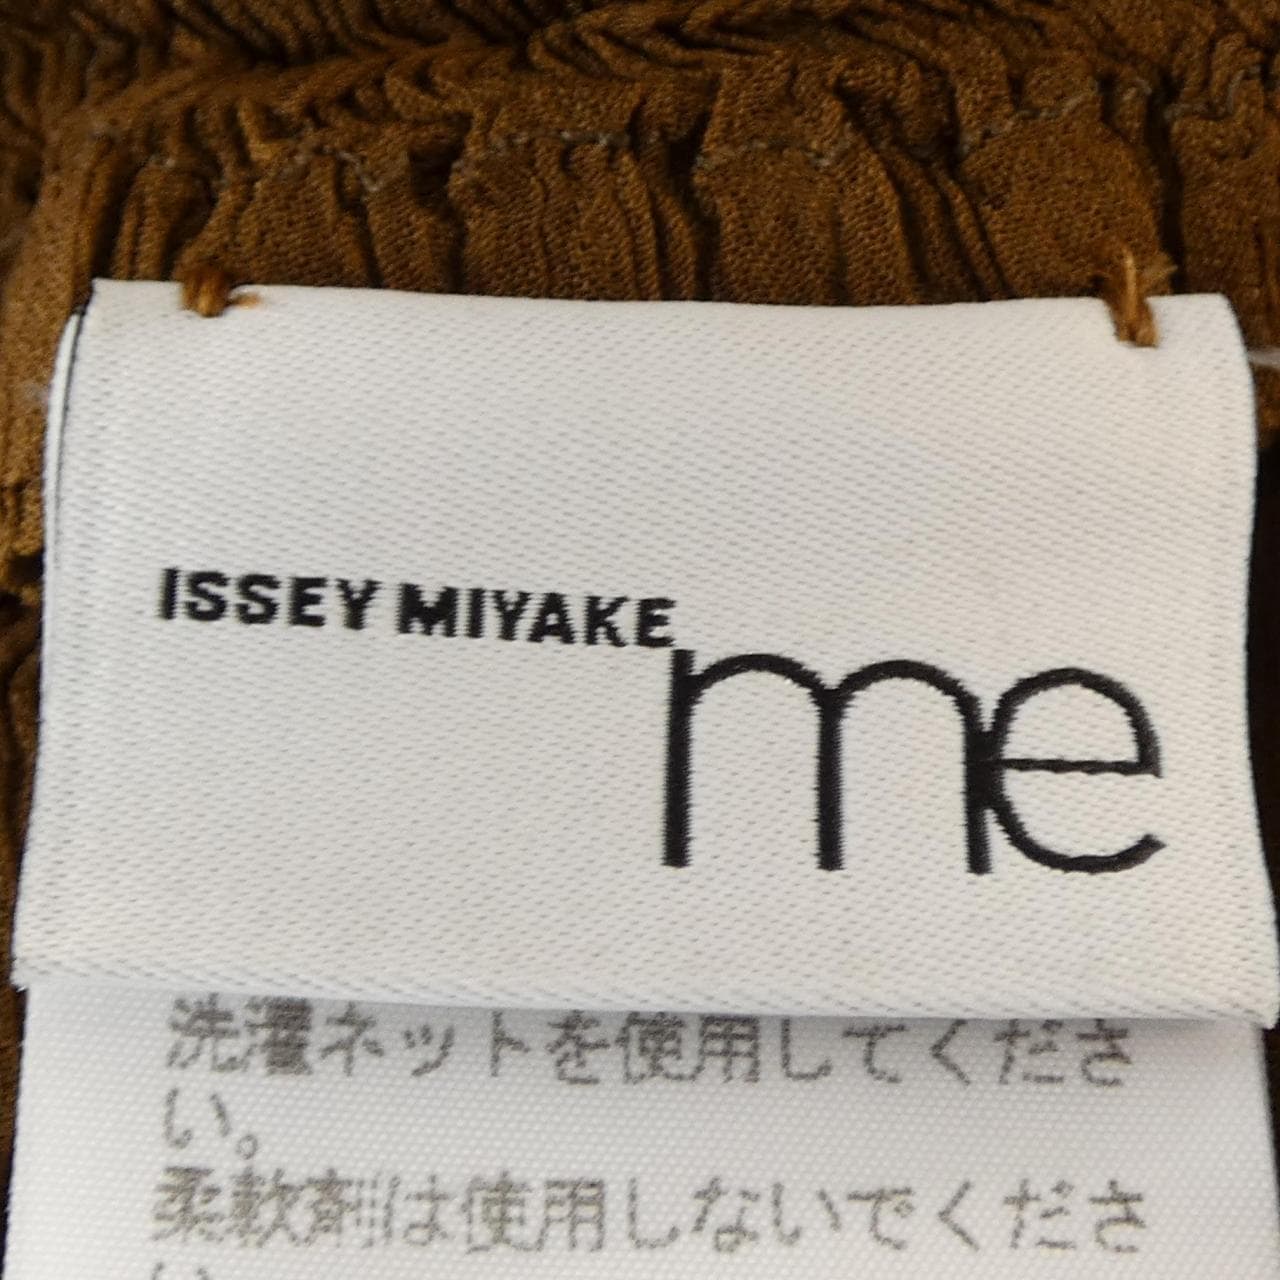 ISSEY MIYAKE
me
洗濯ネットを使用してくださ
い。
柔軟剤は使用しないでくださ
い